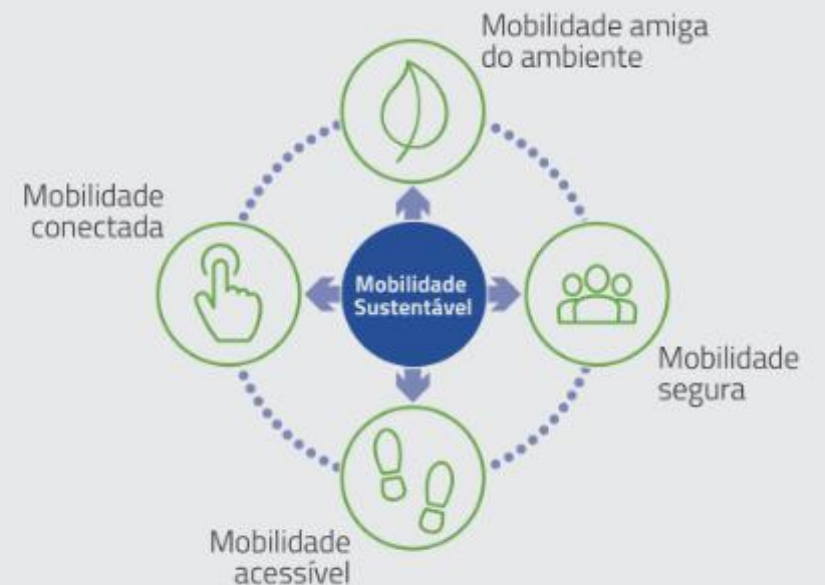 Mobilidade amiga
do ambiente
Mobilidade
conectada
Mobilidade
Sustentável
Mobilidade
segura
Mobilidade
acessível